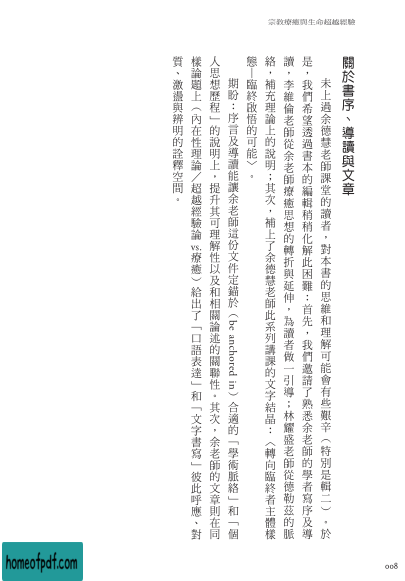 宗教療癒與生命超越經驗
關於書序、導讀與文章
未上過余德慧老師課堂的讀者，對本書的思維和理解可能會有些艱辛（特別是輯二）。於
是，我們希望透過書本的編輯稍稍化解此困難：首先，我們邀請了熟悉余老師的學者寫序及導
讀，李維倫老師從余老師療癒思想的轉折與延伸，為讀者做一引導；林耀盛老師從德勒茲的脈
絡，補充理論上的說明；其次，補上了余德慧老師此系列講課的文字結晶：〈轉向臨終者主體樣
態─臨終啟悟的可能〉。
期盼：序言及導讀能讓余老師這份文件定錨於（be anchored in）合適的「學術脈絡」和「個
人思想歷程」的說明上，提升其可理解性以及和相關論述的關聯性。其次，余老師的文章則在同
樣論題上（內在性理論／超越經驗論 vs. 療癒）給出了「口語表達」和「文字書寫」彼此呼應、對
質、激盪與辨明的詮釋空間。
008
homeofpdf.com